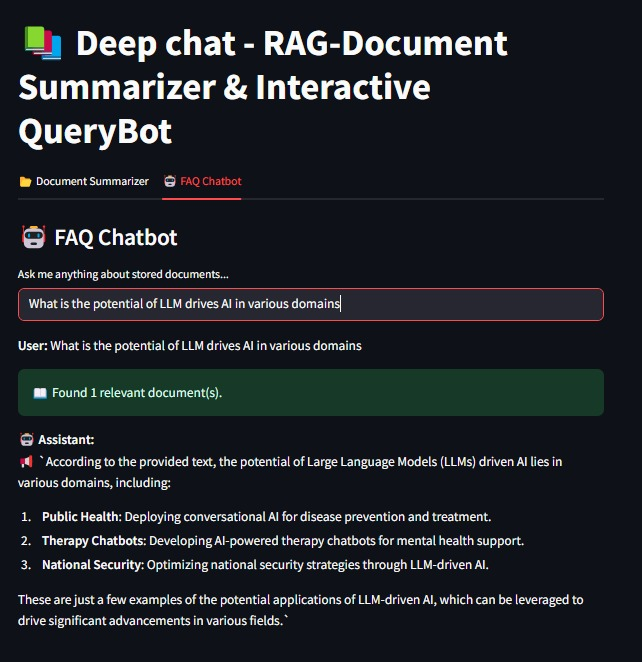 📚 Deep chat - RAG-Document
Summarizer & Interactive
QueryBot
📁 Document Summarizer 🤖 FAQ Chatbot
🤖 FAQ Chatbot
Ask me anything about stored documents...
What is the potential of LLM drives AI in various domains
User: What is the potential of LLM drives AI in various domains
📖 Found 1 relevant document(s).
🤖 Assistant:
📢 `According to the provided text, the potential of Large Language Models (LLMs) driven AI lies in
various domains, including:
1. Public Health: Deploying conversational AI for disease prevention and treatment.
2. Therapy Chatbots: Developing AI-powered therapy chatbots for mental health support.
3. National Security: Optimizing national security strategies through LLM-driven AI.
These are just a few examples of the potential applications of LLM-driven AI, which can be leveraged to
drive significant advancements in various fields.`